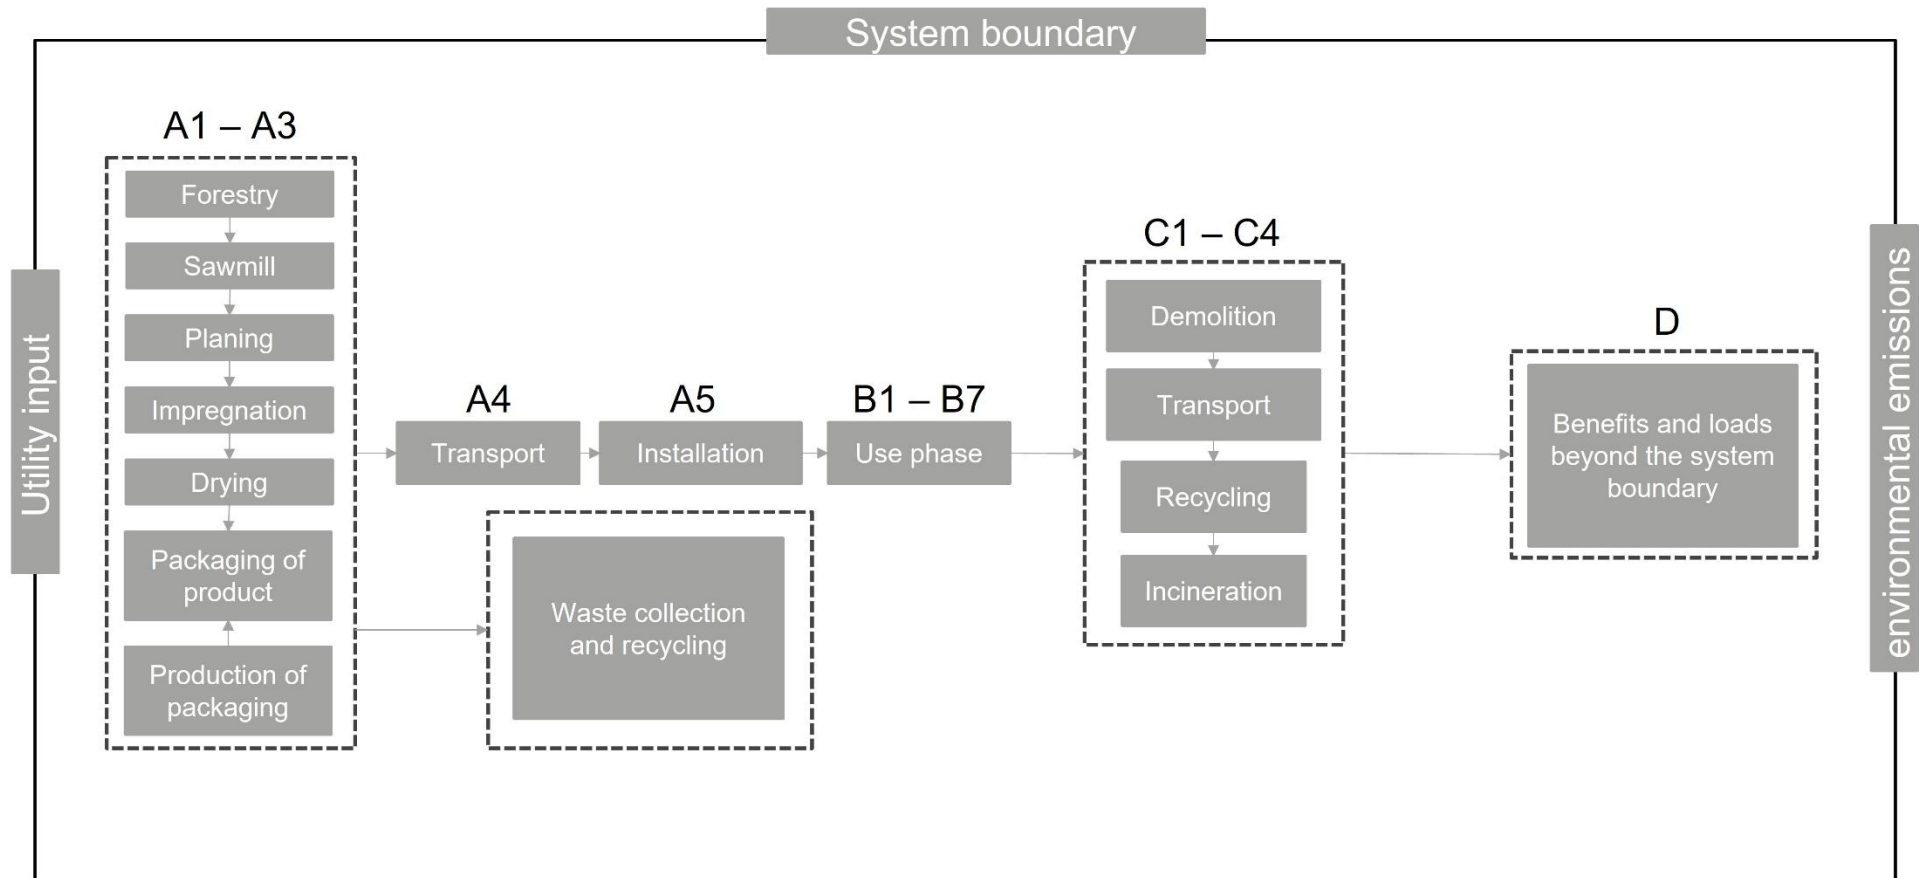 System boundary
Utility input
A1 – A3
Forestry
Sawmill
Planing
Impregnation
Drying
Packaging of
product
Production of
packaging
A4
Transport
A5
Installation
B1 – B7
Use phase
Waste collection
and recycling
C1 – C4
Demolition
Transport
Recycling
Incineration
D
Benefits and loads
beyond the system
boundary
environmental emissions